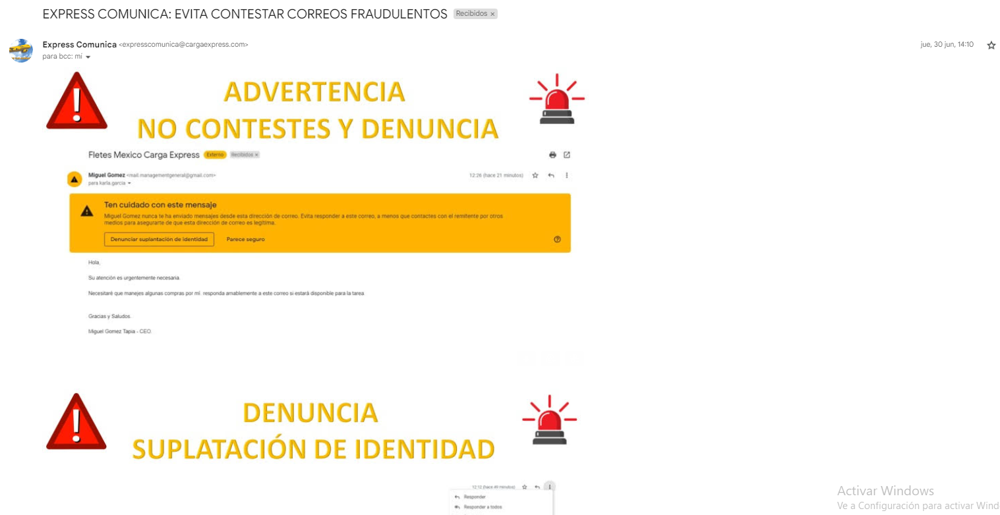 EXPRESS COMUNICA: EVITA CONTESTAR CORREOS FRAUDULENTOS Recibidos ×
Express Comunica <expresscomunica@cargaexpress.com> jue, 30 jun, 14:10
para bcc: mí
ADVERTENCIA
NO CONTESTES Y DENUNCIA
Fletes Mexico Carga Express Externo Recibidos ×
Miguel Gomez <mail.managementgeneral@gmail.com> 12:26 (hace 21 minutos)
para karla.garcia
Ten cuidado con este mensaje
Miguel Gomez nunca te ha enviado mensajes desde esta dirección de correo. Evita responder a este correo, a menos que contactes con el remitente por otros
medios para asegurarte de que esta dirección de correo es legítima.
Denunciar suplantación de identidad Parece seguro
Hola,
Su atención es urgentemente necesaria.
Necesitaré que manejes algunas compras por mí. responda amablemente a este correo si estará disponible para la tarea.
Gracias y Saludos.
Miguel Gomez Tapia - CEO.
DENUNCIA
SUPLATACIÓN DE IDENTIDAD
12:12 (hace 49 minutos)
Responder
Responder a todos
Activar Windows
Ve a Configuración para activar Wind